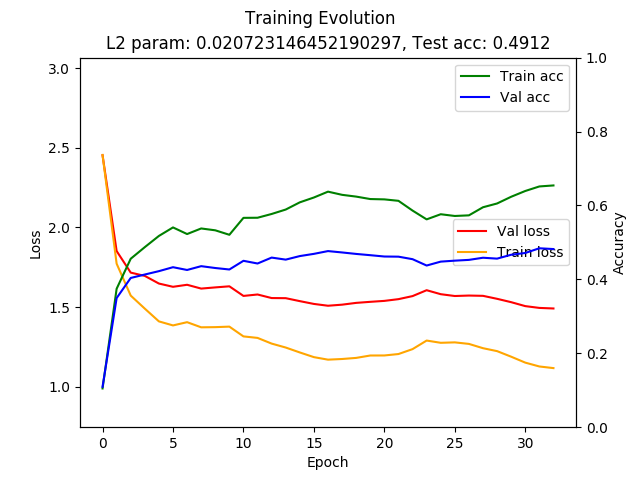 Training Evolution
L2 param: 0.020723146452190297, Test acc: 0.4912
Train acc
Val acc
Val loss
Train loss
Loss
3.0
2.5
2.0
1.5
1.0
1.0
0.8
0.6
0.4
0.2
0.0
Accuracy
0 5 10 15 20 25 30
Epoch